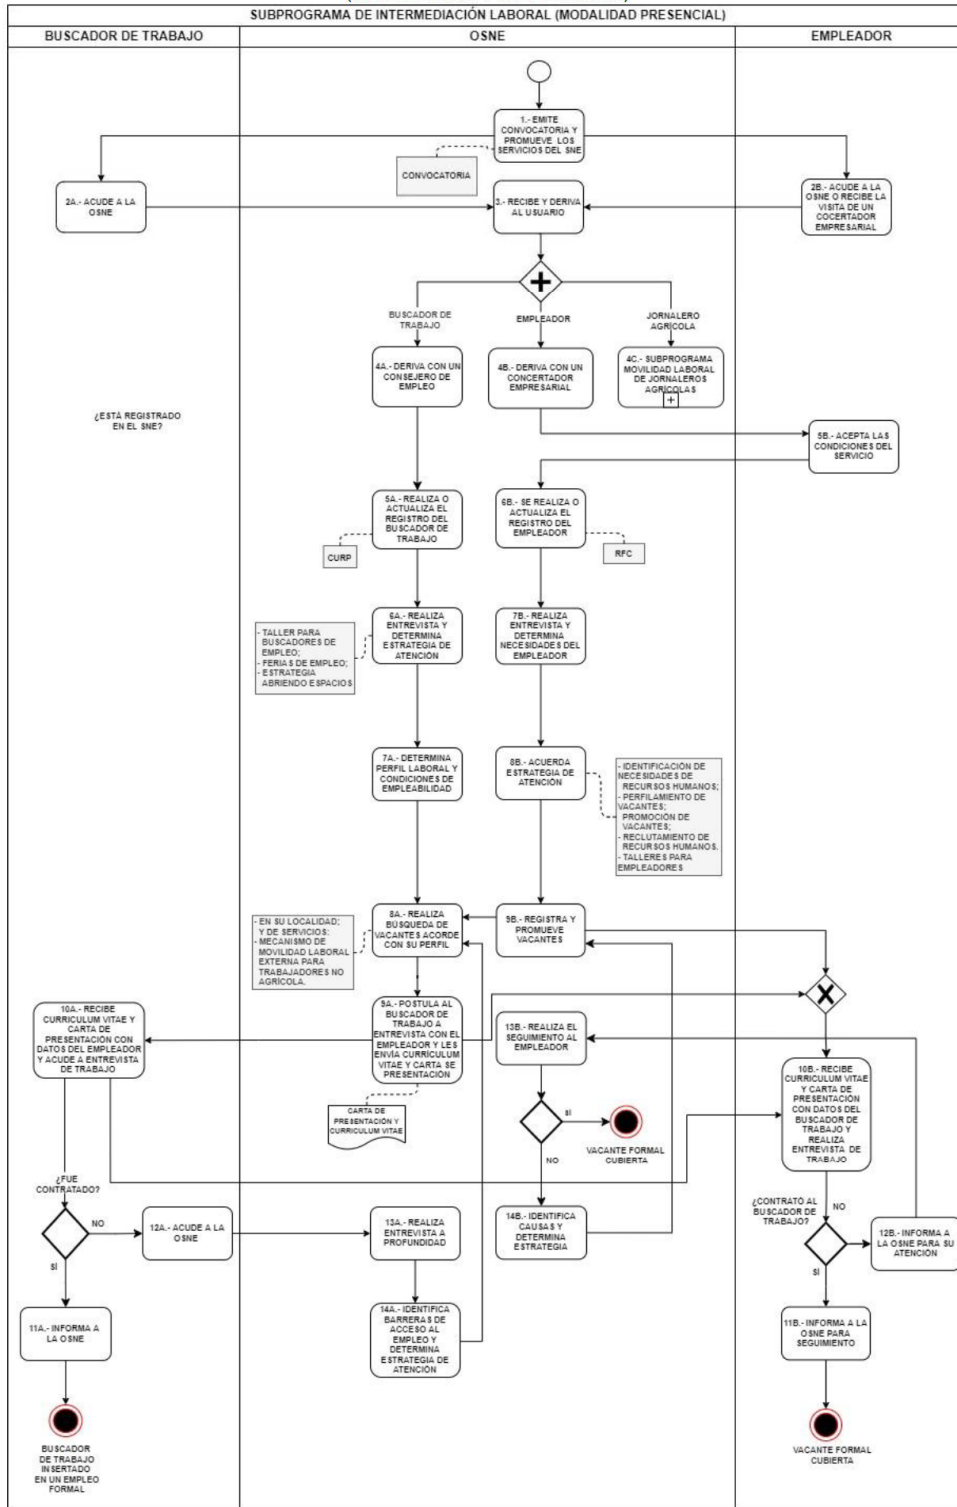 SUBPROGRAMA DE INTERMEDIACIÓN LABORAL (MODALIDAD PRESENCIAL)
BUSCADOR DE TRABAJO
OSNE
EMPLEADOR
1.- EMITE
CONVOCATORIA Y
PROMUEVE LOS
SERVICIOS DEL SNE
CONVOCATORIA
2A.- ACUDE A LA
OSNE
3.- RECIBE Y DERIVA
AL USUARIO
2B.- ACUDE A LA
OSNE O RECIBE LA
VISITA DE UN
COCERTADOR
EMPRESARIAL
BUSCADOR DE
TRABAJO
EMPLEADOR
JORNALERO
AGRÍCOLA
4A.- DERIVA CON UN
CONSEJERO DE
EMPLEO
4B.- DERIVA CON UN
CONCERTADOR
EMPRESARIAL
4C.- SUBPROGRAMA
MOVILIDAD LABORAL
DE JORNALEROS
AGRÍCOLAS
¿ESTÁ REGISTRADO
EN EL SNE?
5B.- ACEPTA LAS
CONDICIONES DEL
SERVICIO
5A.- REALIZA O
ACTUALIZA EL
REGISTRO DEL
BUSCADOR DE
TRABAJO
CURP
6B.- SE REALIZA O
ACTUALIZA EL
REGISTRO DEL
EMPLEADOR
RFC
- TALLER PARA
BUSCADORES DE
EMPLEO;
- FERIAS DE EMPLEO;
- ESTRATEGIA
ABRIENDO ESPACIOS
6A.- REALIZA
ENTREVISTA Y
DETERMINA
ESTRATEGIA DE
ATENCIÓN
7B.- REALIZA
ENTREVISTA Y
DETERMINA
NECESIDADES DEL
EMPLEADOR
7A.- DETERMINA
PERFIL LABORAL Y
CONDICIONES DE
EMPLEABILIDAD
8B.- ACUERDA
ESTRATEGIA DE
ATENCIÓN
- IDENTIFICACIÓN DE
NECESIDADES DE
RECURSOS HUMANOS;
- PERFILAMIENTO DE
VACANTES;
PROMOCIÓN DE
VACANTES;
- RECLUTAMIENTO DE
RECURSOS HUMANOS.
- TALLERES PARA
EMPLEADORES
- EN SU LOCALIDAD;
Y DE SERVICIOS:
- MECANISMO DE
MOVILIDAD LABORAL
EXTERNA PARA
TRABAJADORES NO
AGRÍCOLA.
8A.- REALIZA
BÚSQUEDA DE
VACANTES ACORDE
CON SU PERFIL
9B.- REGISTRA Y
PROMUEVE
VACANTES
10A.- RECIBE
CURRICULUM VITAE Y
CARTA DE
PRESENTACIÓN CON
DATOS DEL EMPLEADOR
Y ACUDE A ENTREVISTA
DE TRABAJO
9A.- POSTULA AL
BUSCADOR DE
TRABAJO A
ENTREVISTA CON EL
EMPLEADOR Y LES
ENVÍA CURRÍCULUM
VITAE Y CARTA SE
PRESENTACIÓN
CARTA DE
PRESENTACIÓN Y
CURRICULUM VITAE
13B.- REALIZA EL
SEGUIMIENTO AL
EMPLEADOR
SÍ
VACANTE FORMAL
CUBIERTA
NO
10B.- RECIBE
CURRICULUM VITAE
Y CARTA DE
PRESENTACIÓN
CON DATOS DEL
BUSCADOR DE
TRABAJO Y
REALIZA
ENTREVISTA DE
TRABAJO
¿FUE
CONTRATADO?
NO
SÍ
12A.- ACUDE A LA
OSNE
13A.- REALIZA
ENTREVISTA A
PROFUNDIDAD
14B.- IDENTIFICA
CAUSAS Y
DETERMINA
ESTRATEGIA
¿CONTRATÓ AL
BUSCADOR DE
TRABAJO?
NO
SÍ
12B.- INFORMA A
LA OSNE PARA SU
ATENCIÓN
11A.- INFORMA A
LA OSNE
14A.- IDENTIFICA
BARRERAS DE
ACCESO AL
EMPLEO Y
DETERMINA
ESTRATEGIA DE
ATENCIÓN
11B.- INFORMA A LA
OSNE PARA
SEGUIMIENTO
BUSCADOR
DE TRABAJO
INSERTADO
EN UN EMPLEO
FORMAL
VACANTE FORMAL
CUBIERTA